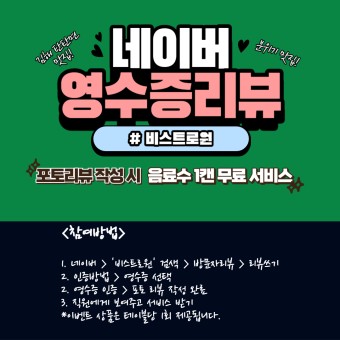 김해 탄탄면
맛집!
분위기 맛집!
네이버
영수증리뷰
# 비스트로원
포토리뷰 작성 시 음료수 1캔 무료 서비스
<참여방법>
1. 네이버 > '비스트로원' 검색 > 방문자리뷰 > 리뷰쓰기
2. 인증방법 > 영수증 선택
2. 영수증 인증 > 포토 리뷰 작성 완료
3. 직원에게 보여주고 서비스 받기
#이벤트 상품은 테이블당 1회 제공됩니다.